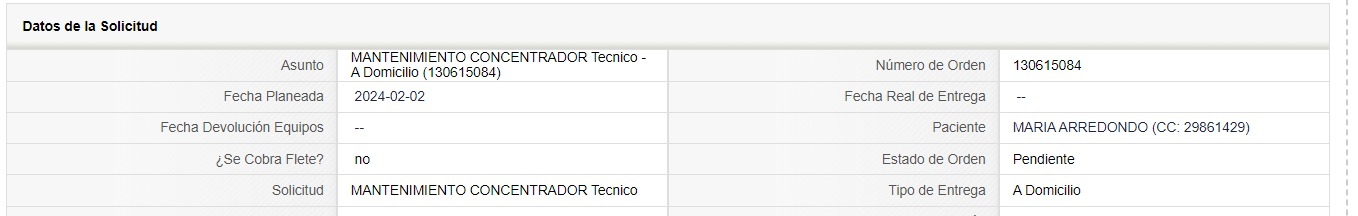 Datos de la Solicitud
Asunto
MANTENIMIENTO CONCENTRADOR Tecnico -
A Domicilio (130615084)
Número de Orden
130615084
Fecha Planeada
2024-02-02
Fecha Real de Entrega
--
Fecha Devolución Equipos
--
Paciente
MARIA ARREDONDO (CC: 29861429)
¿Se Cobra Flete?
no
Estado de Orden
Pendiente
Solicitud
MANTENIMIENTO CONCENTRADOR Tecnico
Tipo de Entrega
A Domicilio